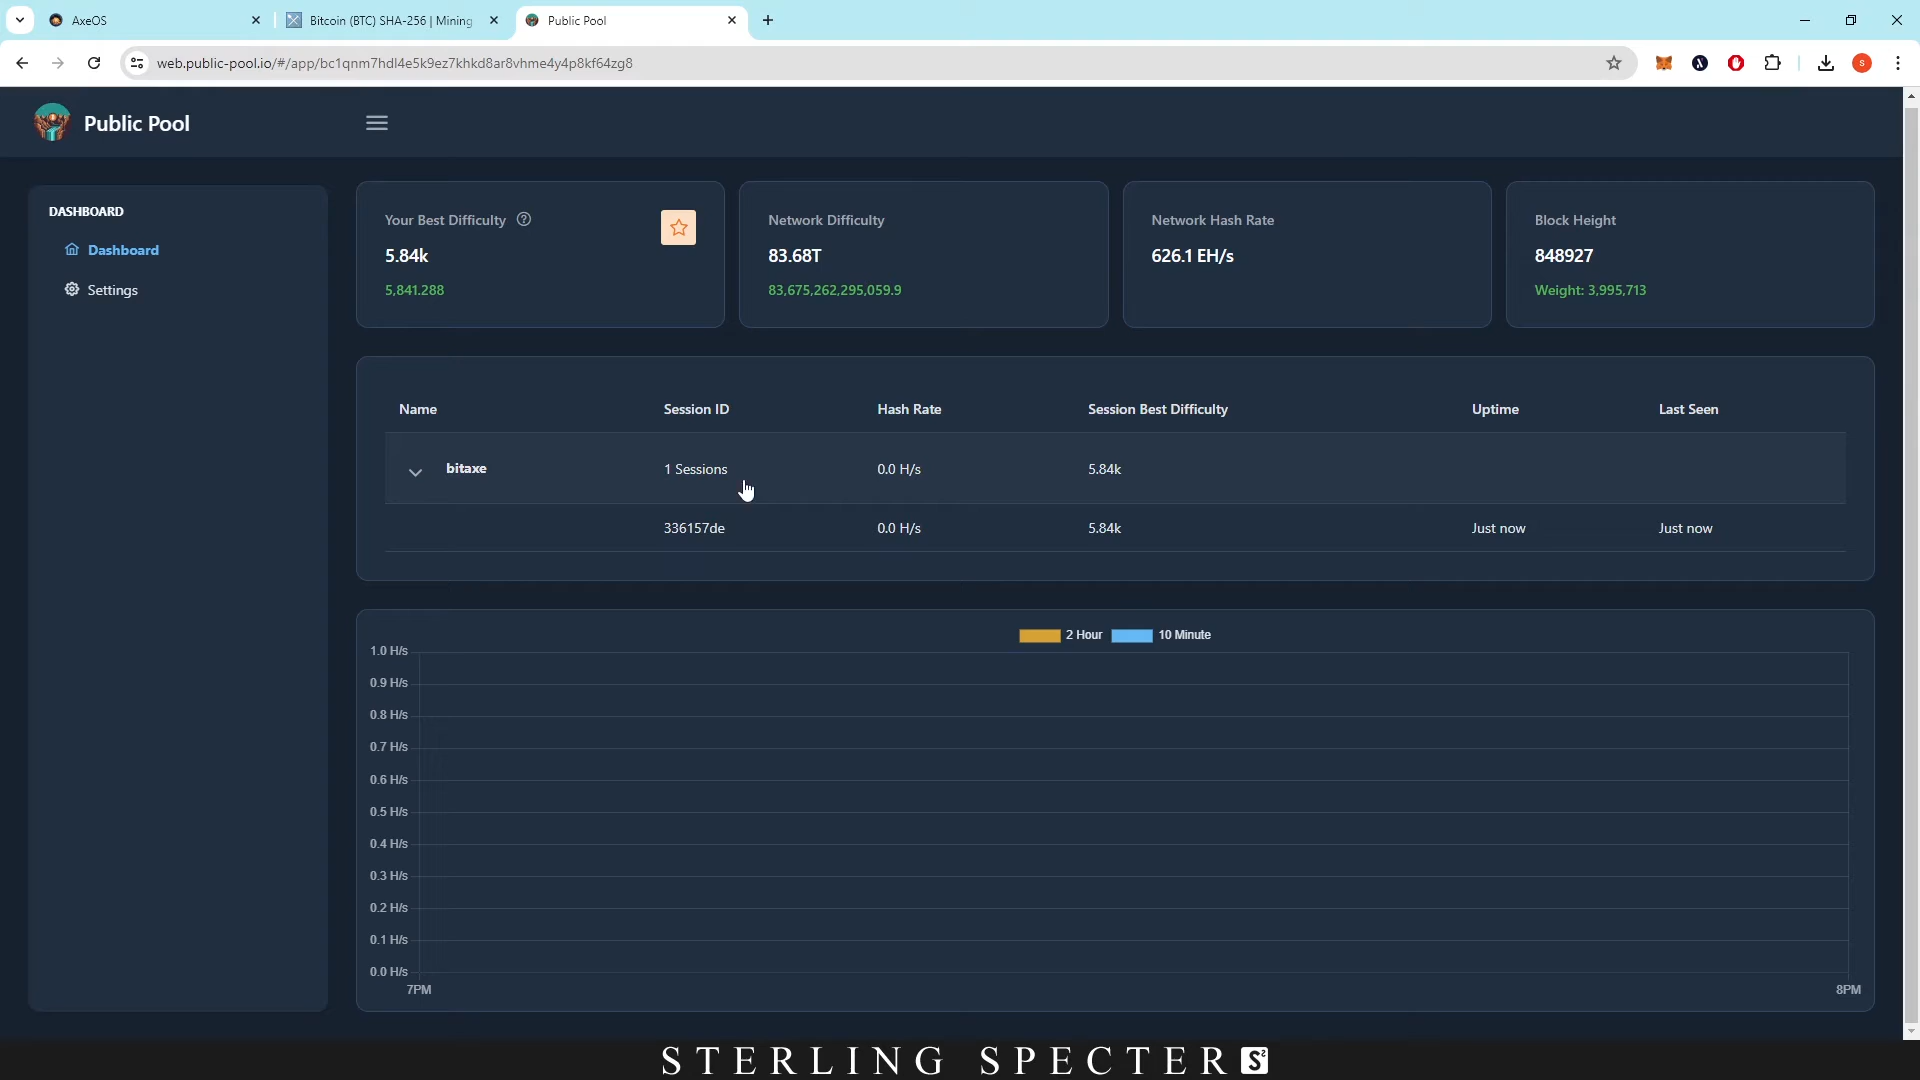 AxeOS
Bitcoin (BTC) SHA-256 | Mining
Public Pool
web.public-pool.io/#/app/bc1qnm7hdl4e5k9ez7khkd8ar8vhme4y4p8kf64zg8
S
Public Pool
DASHBOARD
Dashboard
Settings
Your Best Difficulty
5.84k
5,841.288
Network Difficulty
83.68T
83,675,262,295,059.9
Network Hash Rate
626.1 EH/s
Block Height
848927
Weight: 3,995,713
Name Session ID Hash Rate Session Best Difficulty Uptime Last Seen
bitaxe 1 Sessions 0.0 H/s 5.84k
336157de 0.0 H/s 5.84k Just now Just now
2 Hour 10 Minute
1.0 H/s
0.9 H/s
0.8 H/s
0.7 H/s
0.6 H/s
0.5 H/s
0.4 H/s
0.3 H/s
0.2 H/s
0.1 H/s
0.0 H/s
7PM 8PM
STERLING SPECTER S²